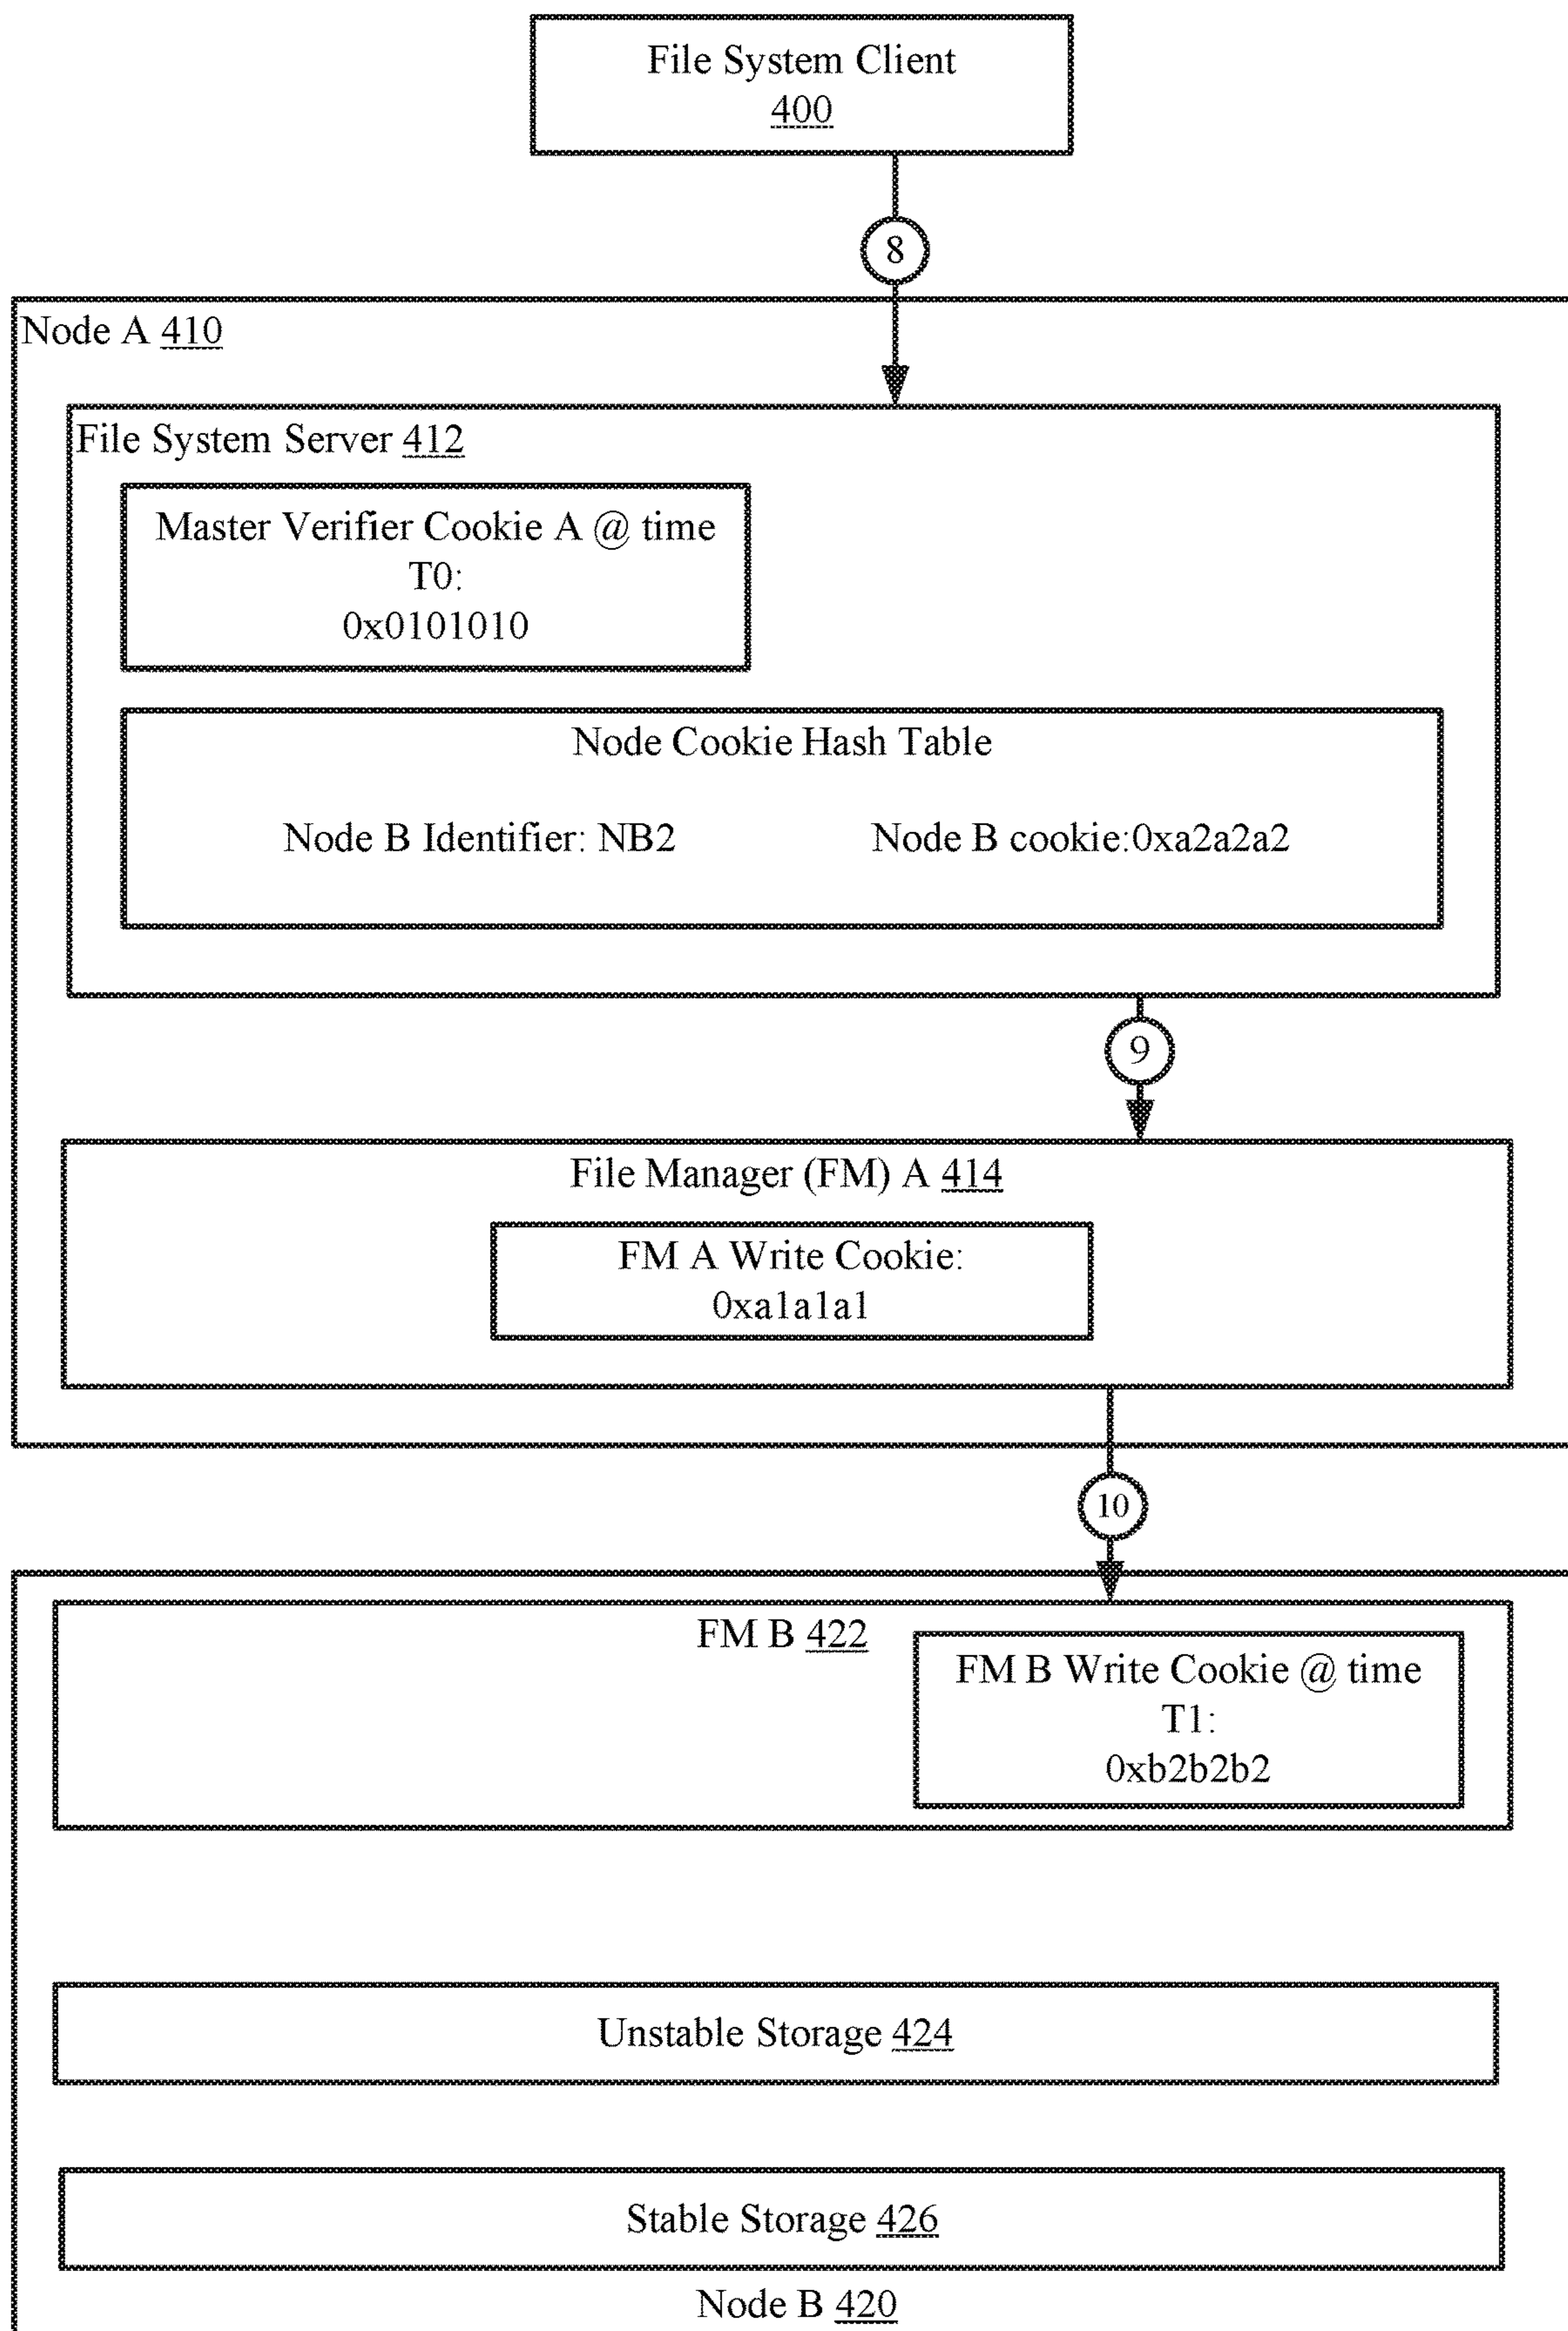 File System Client
400
8
Node A 410
File System Server 412
Master Verifier Cookie A @ time
T0:
0x0101010
Node Cookie Hash Table
Node B Identifier: NB2 Node B cookie:0xa2a2a2
9
File Manager (FM) A 414
FM A Write Cookie:
0xa1a1a1
10
FM B 422
FM B Write Cookie @ time
T1:
0xb2b2b2
Unstable Storage 424
Stable Storage 426
Node B 420